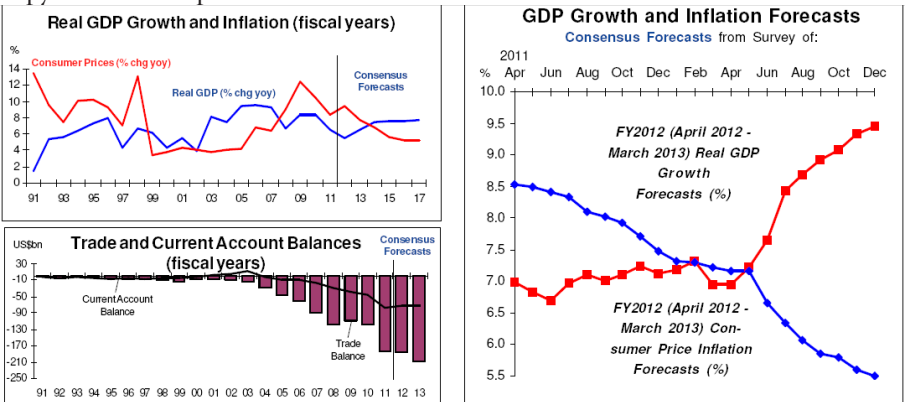 Real GDP Growth and Inflation (fiscal years)
%
Consumer Prices (% chg yoy)
Real GDP (% chg yoy)
Consensus
Forecasts
14
12
10
8
6
4
2
0
91 93 95 97 99 01 03 05 07 09 11 13 15 17
Trade and Current Account Balances
(fiscal years)
US$bn
Consensus
Forecasts
30
-10
-50
-90
-130
-170
-210
-250
Current Account
Balance
Trade
Balance
91 92 93 94 95 96 97 98 99 00 01 02 03 04 05 06 07 08 09 10 11 12 13
GDP Growth and Inflation Forecasts
Consensus Forecasts from Survey of:
2011
% Apr Jun Aug Oct Dec Feb Apr Jun Aug Oct Dec
10.0
9.5
9.0
8.5
8.0
7.5
7.0
6.5
6.0
5.5
FY2012 (April 2012 -
March 2013) Real GDP
Growth
Forecasts (%)
FY2012 (April 2012 -
March 2013) Con-
sumer Price Inflation
Forecasts (%)